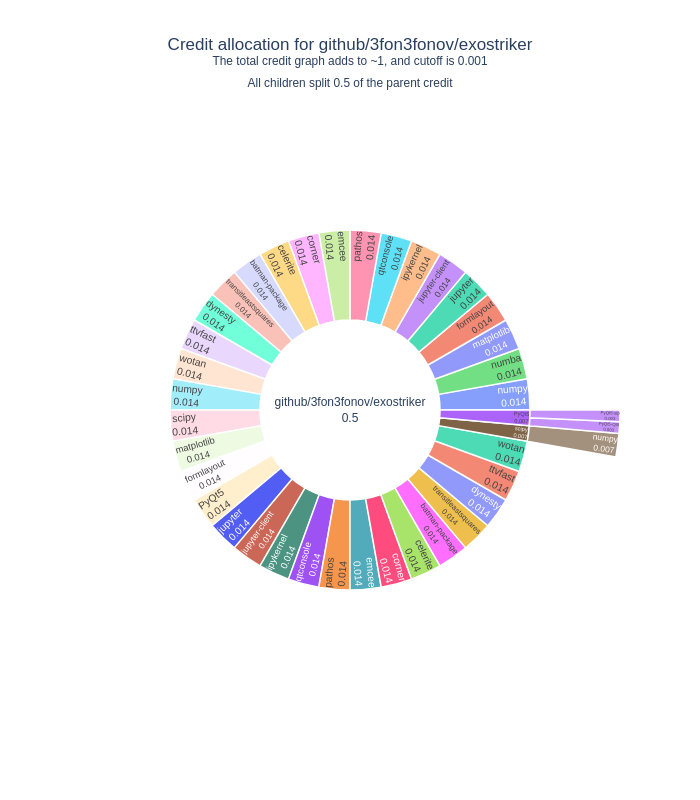 Credit allocation for github/3fon3fonov/exostriker
The total credit graph adds to ~1, and cutoff is 0.001
All children split 0.5 of the parent credit
github/3fon3fonov/exostriker
0.5
numpy
0.014
numba
0.014
matplotlib
0.014
formlayout
0.014
jupyter
0.014
jupyter-client
0.014
ipykernel
0.014
qtconsole
0.014
pathos
0.014
emcee
0.014
corner
0.014
celerite
0.014
batman-package
0.014
transitleastsquares
0.014
dynesty
0.014
ttvfast
0.014
wotan
0.014
numpy
0.014
scipy
0.014
matplotlib
0.014
formlayout
0.014
PyQt5
0.014
jupyter
0.014
jupyter-client
0.014
ipykernel
0.014
qtconsole
0.014
pathos
0.014
emcee
0.014
corner
0.014
celerite
0.014
batman-package
0.014
transitleastsquares
0.014
dynesty
0.014
ttvfast
0.014
wotan
0.014
scipy
0.007
numpy
0.007
PyQt5
0.007